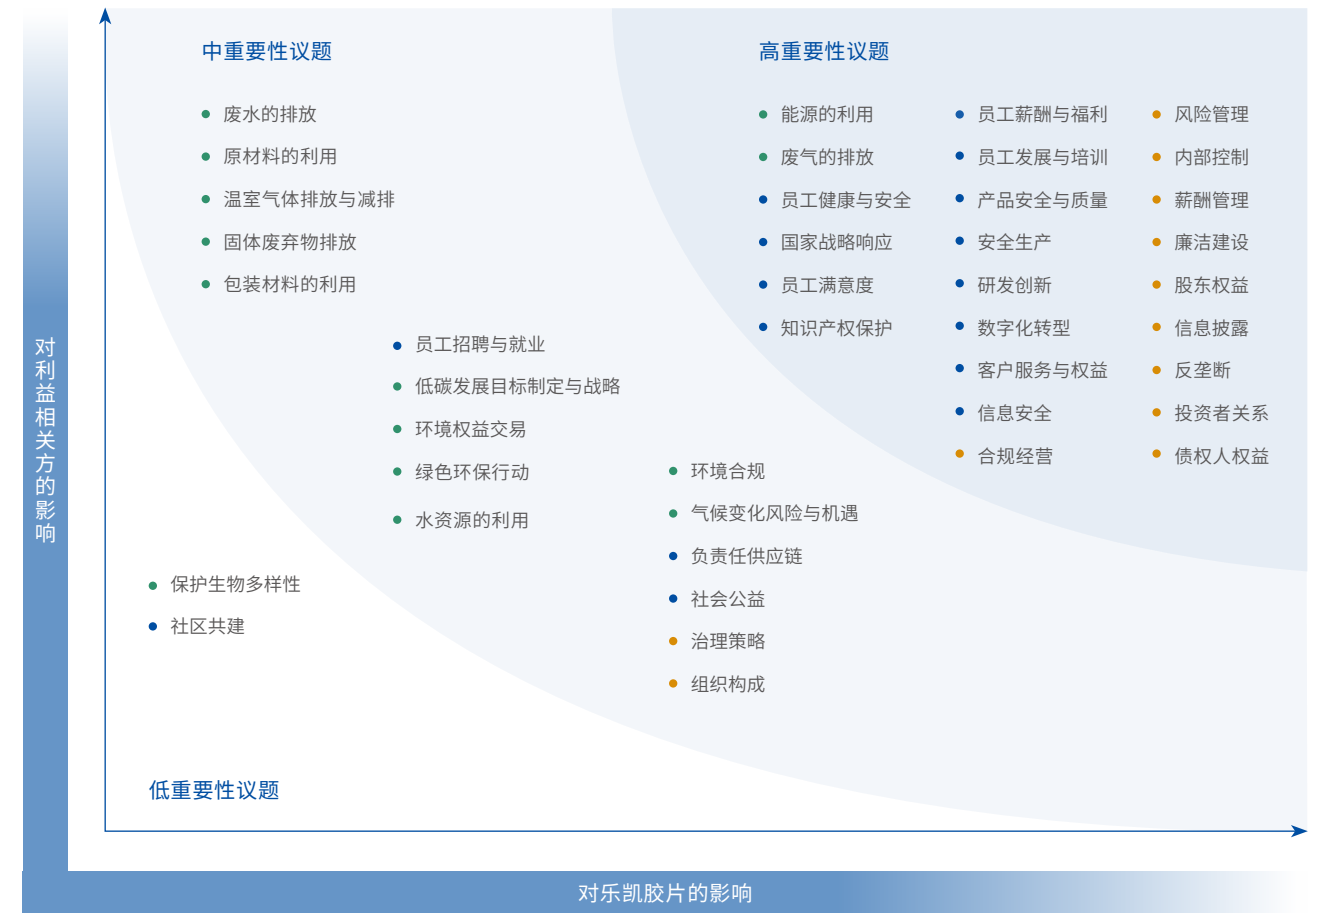 中重要性议题
废水的排放
原材料的利用
温室气体排放与减排
固体废弃物排放
包装材料的利用
员工招聘与就业
低碳发展目标制定与战略
环境权益交易
绿色环保行动
水资源的利用
高重要性议题
能源的利用
废气的排放
员工健康与安全
国家战略响应
员工满意度
知识产权保护
员工薪酬与福利
员工发展与培训
产品安全与质量
安全生产
研发创新
数字化转型
客户服务与权益
信息安全
合规经营
风险管理
内部控制
薪酬管理
廉洁建设
股东权益
信息披露
反垄断
投资者关系
债权人权益
环境合规
气候变化风险与机遇
负责任供应链
社会公益
治理策略
组织构成
保护生物多样性
社区共建
低重要性议题
对利益相关方的影响
对乐凯胶片的影响